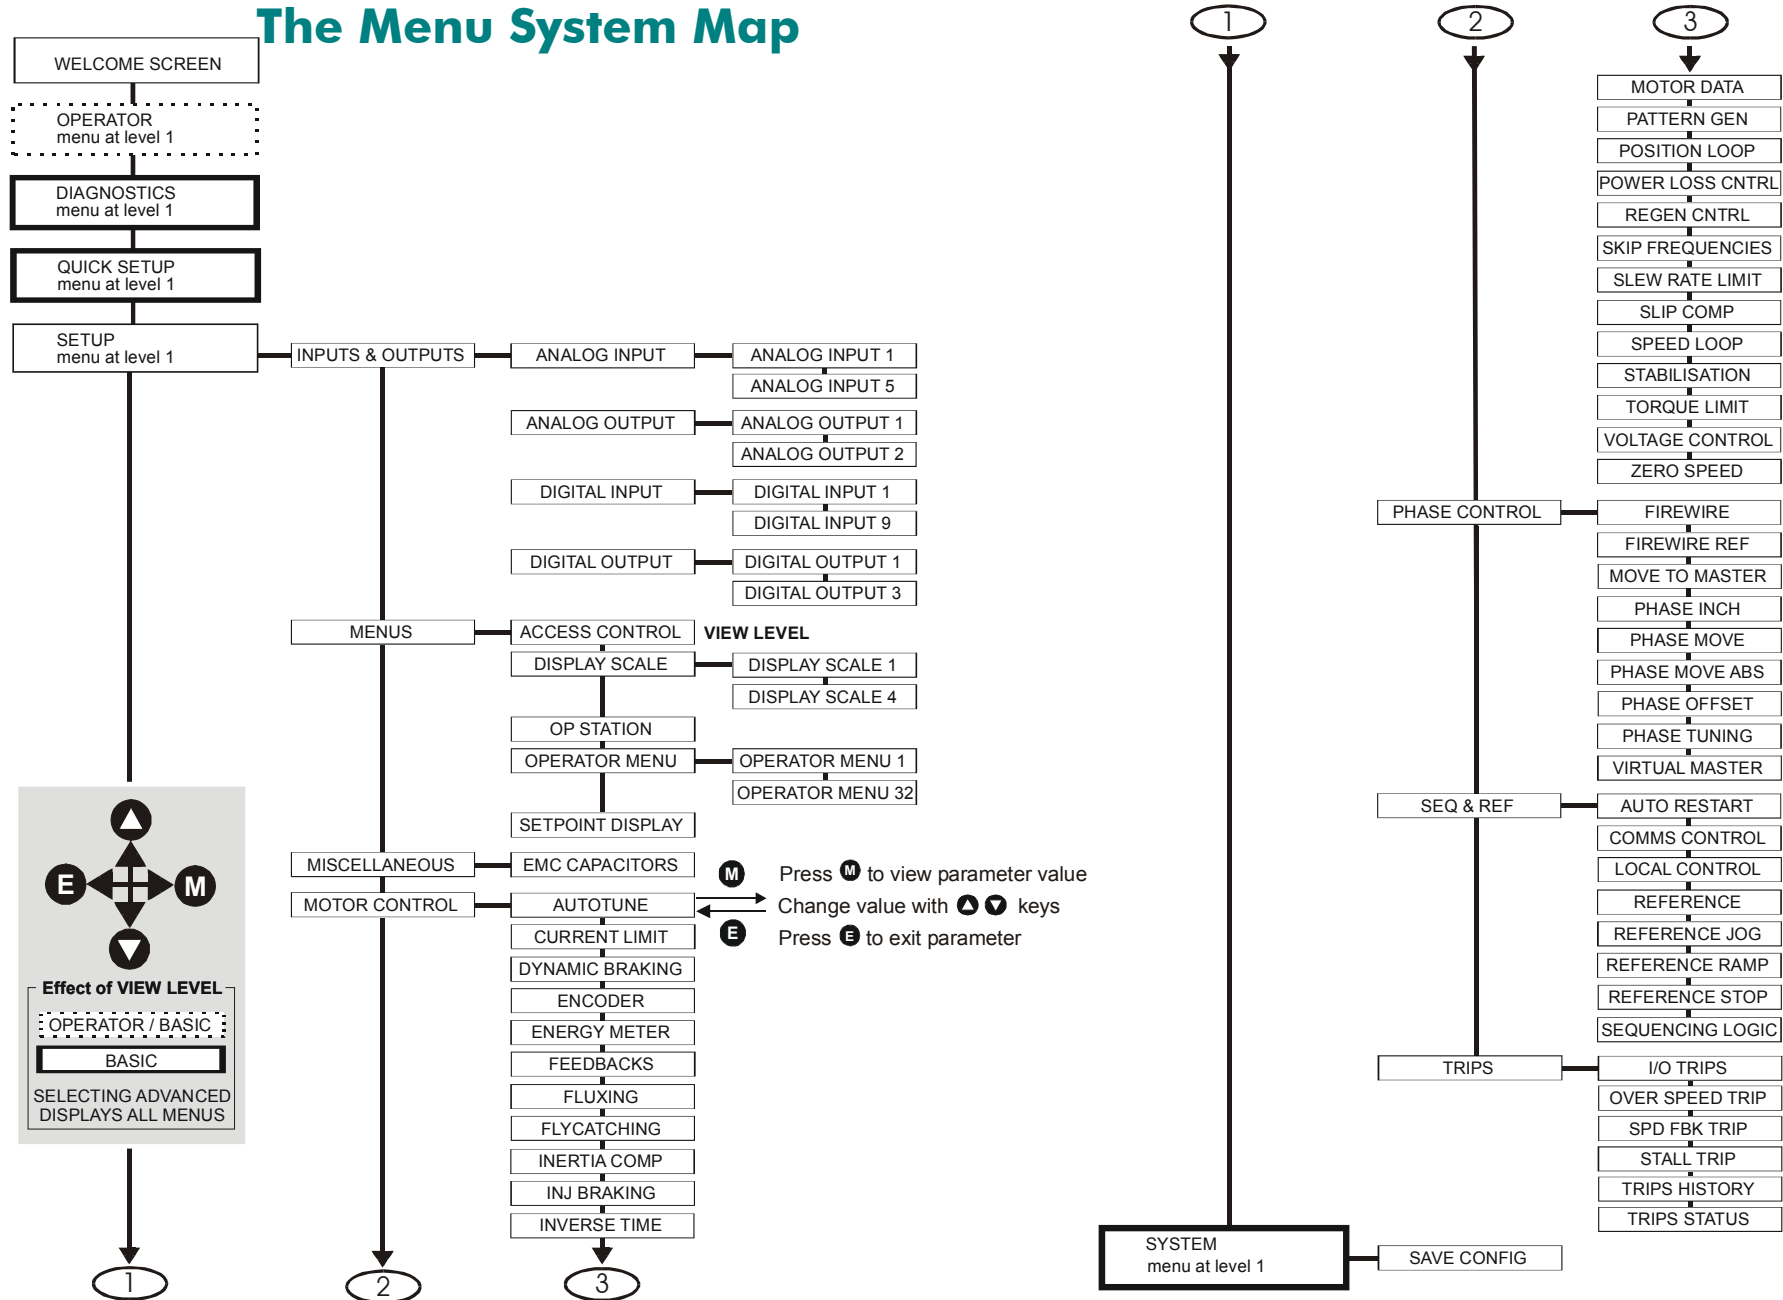 The Menu System Map
WELCOME SCREEN
OPERATOR
menu at level 1
DIAGNOSTICS
menu at level 1
QUICK SETUP
menu at level 1
SETUP
menu at level 1
INPUTS & OUTPUTS
ANALOG INPUT
ANALOG INPUT 1
ANALOG INPUT 5
ANALOG OUTPUT
ANALOG OUTPUT 1
ANALOG OUTPUT 2
DIGITAL INPUT
DIGITAL INPUT 1
DIGITAL INPUT 9
DIGITAL OUTPUT
DIGITAL OUTPUT 1
DIGITAL OUTPUT 3
MENUS
ACCESS CONTROL
VIEW LEVEL
DISPLAY SCALE
DISPLAY SCALE 1
DISPLAY SCALE 4
OP STATION
OPERATOR MENU
OPERATOR MENU 1
OPERATOR MENU 32
SETPOINT DISPLAY
MISCELLANEOUS
EMC CAPACITORS
MOTOR CONTROL
AUTOTUNE
M
Press M to view parameter value
Change value with keys
E
Press E to exit parameter
CURRENT LIMIT
DYNAMIC BRAKING
ENCODER
ENERGY METER
FEEDBACKS
FLUXING
FLYCATCHING
INERTIA COMP
INJ BRAKING
INVERSE TIME
E
M
Effect of VIEW LEVEL
OPERATOR / BASIC
BASIC
SELECTING ADVANCED
DISPLAYS ALL MENUS
1
2
3
1
2
3
MOTOR DATA
PATTERN GEN
POSITION LOOP
POWER LOSS CNTRL
REGEN CNTRL
SKIP FREQUENCIES
SLEW RATE LIMIT
SLIP COMP
SPEED LOOP
STABILISATION
TORQUE LIMIT
VOLTAGE CONTROL
ZERO SPEED
PHASE CONTROL
FIREWIRE
FIREWIRE REF
MOVE TO MASTER
PHASE INCH
PHASE MOVE
PHASE MOVE ABS
PHASE OFFSET
PHASE TUNING
VIRTUAL MASTER
SEQ & REF
AUTO RESTART
COMMS CONTROL
LOCAL CONTROL
REFERENCE
REFERENCE JOG
REFERENCE RAMP
REFERENCE STOP
SEQUENCING LOGIC
TRIPS
I/O TRIPS
OVER SPEED TRIP
SPD FBK TRIP
STALL TRIP
TRIPS HISTORY
TRIPS STATUS
SYSTEM
menu at level 1
SAVE CONFIG